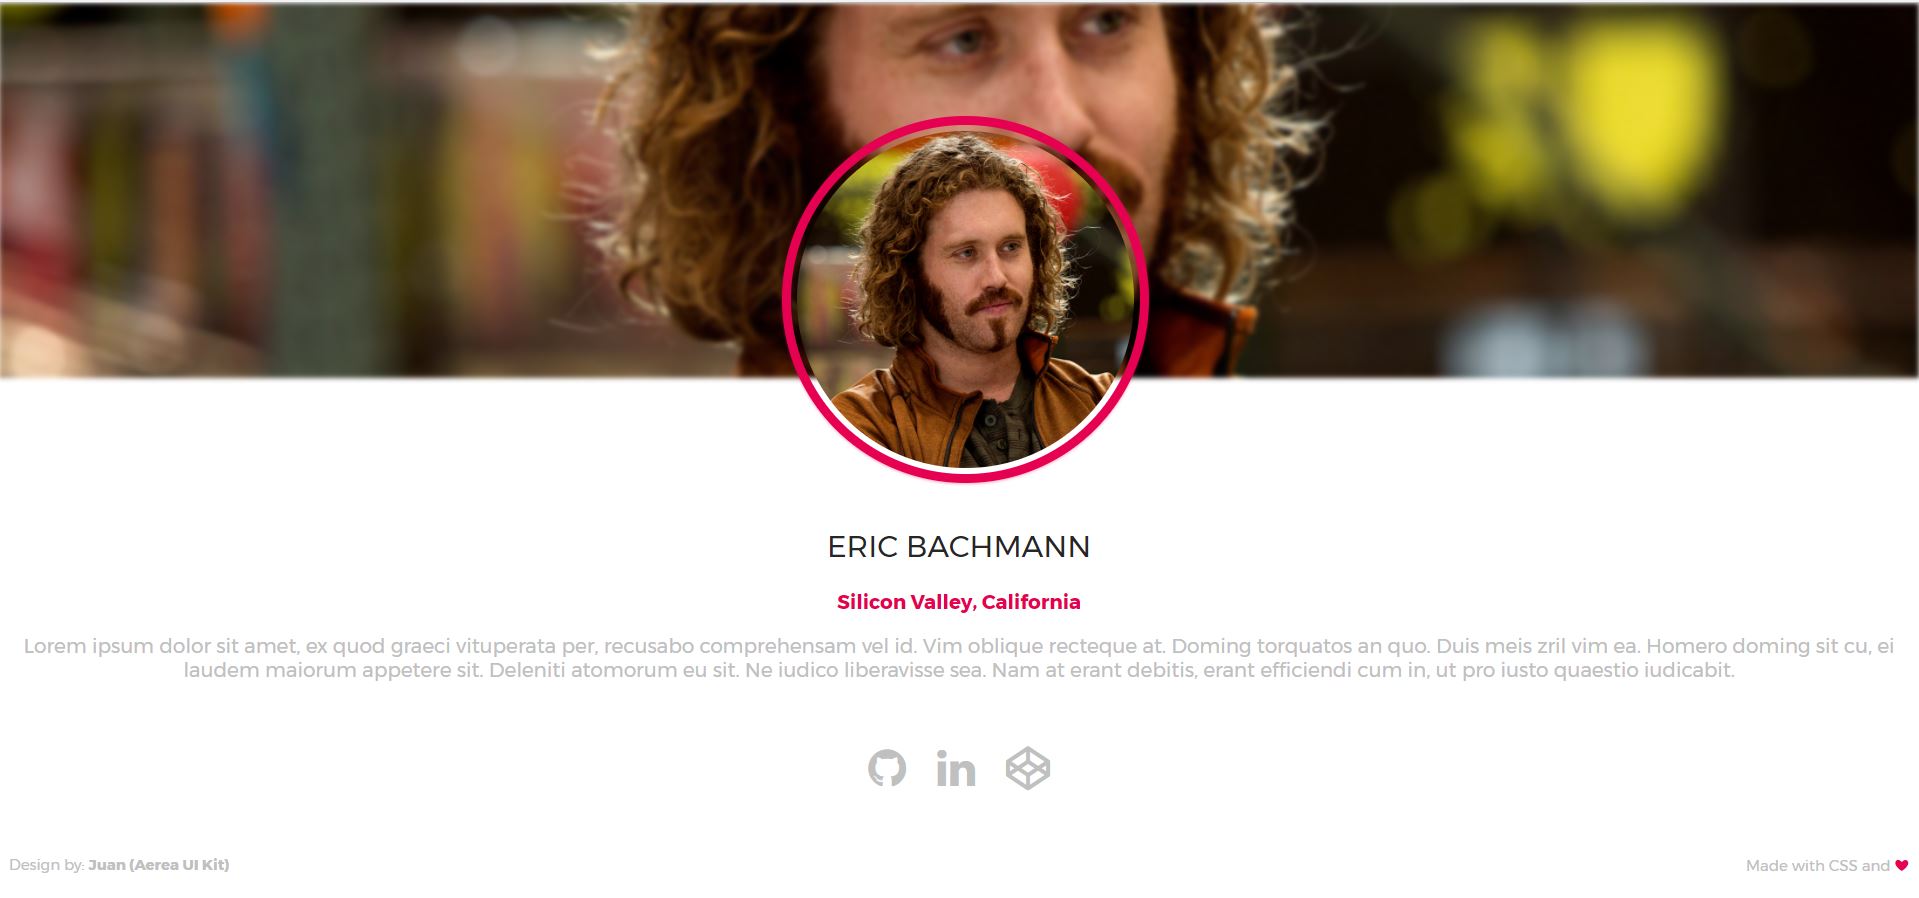 ERIC BACHMANN
Silicon Valley, California
Lorem ipsum dolor sit amet, ex quod graeci vituperata per, recusabo comprehensam vel id. Vim oblique recteque at. Doming torquatos an quo. Duis meis zril vim ea. Homero doming sit cu, ei
laudem maiorum appetere sit. Deleniti atomorum eu sit. Ne iudico liberavisse sea. Nam at erant debitis, erant efficiendi cum in, ut pro iusto quaestio iudicabit.
in
Design by: Juan (Aerea UI Kit)
Made with CSS and ♥